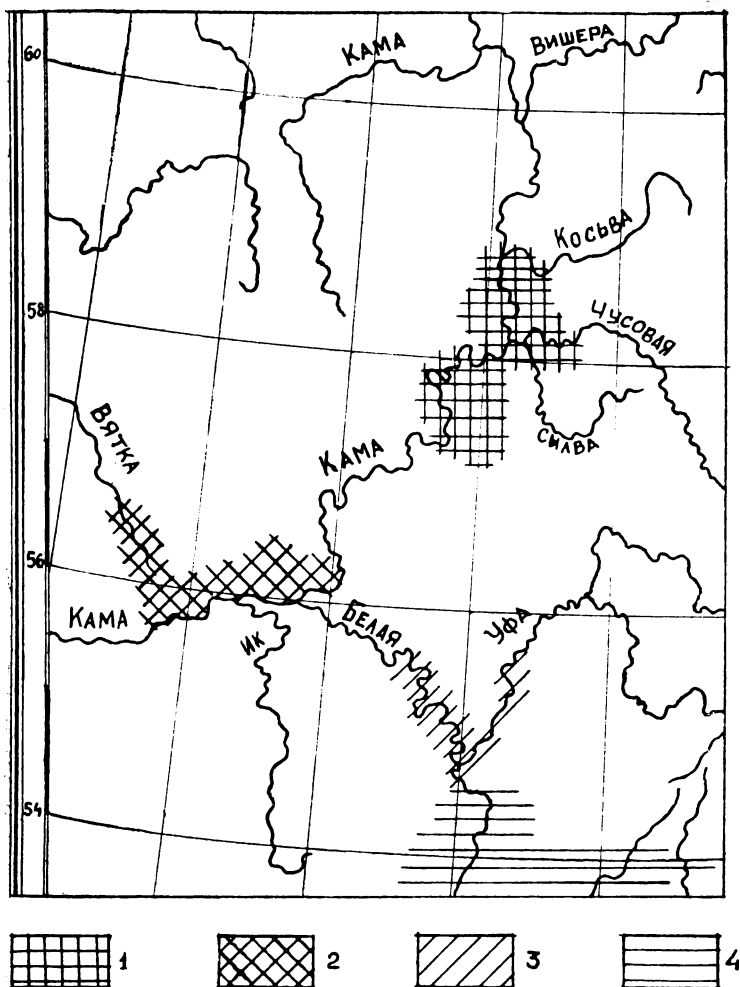 60
КАМА
ВИШЕРА
КОСЬВА
58
ЧУСОВАЯ
ВЯТКА
КАМА
СЫЛВА
56
КАМА
ИК
БЕЛАЯ
УФА
54
1 2 3 4